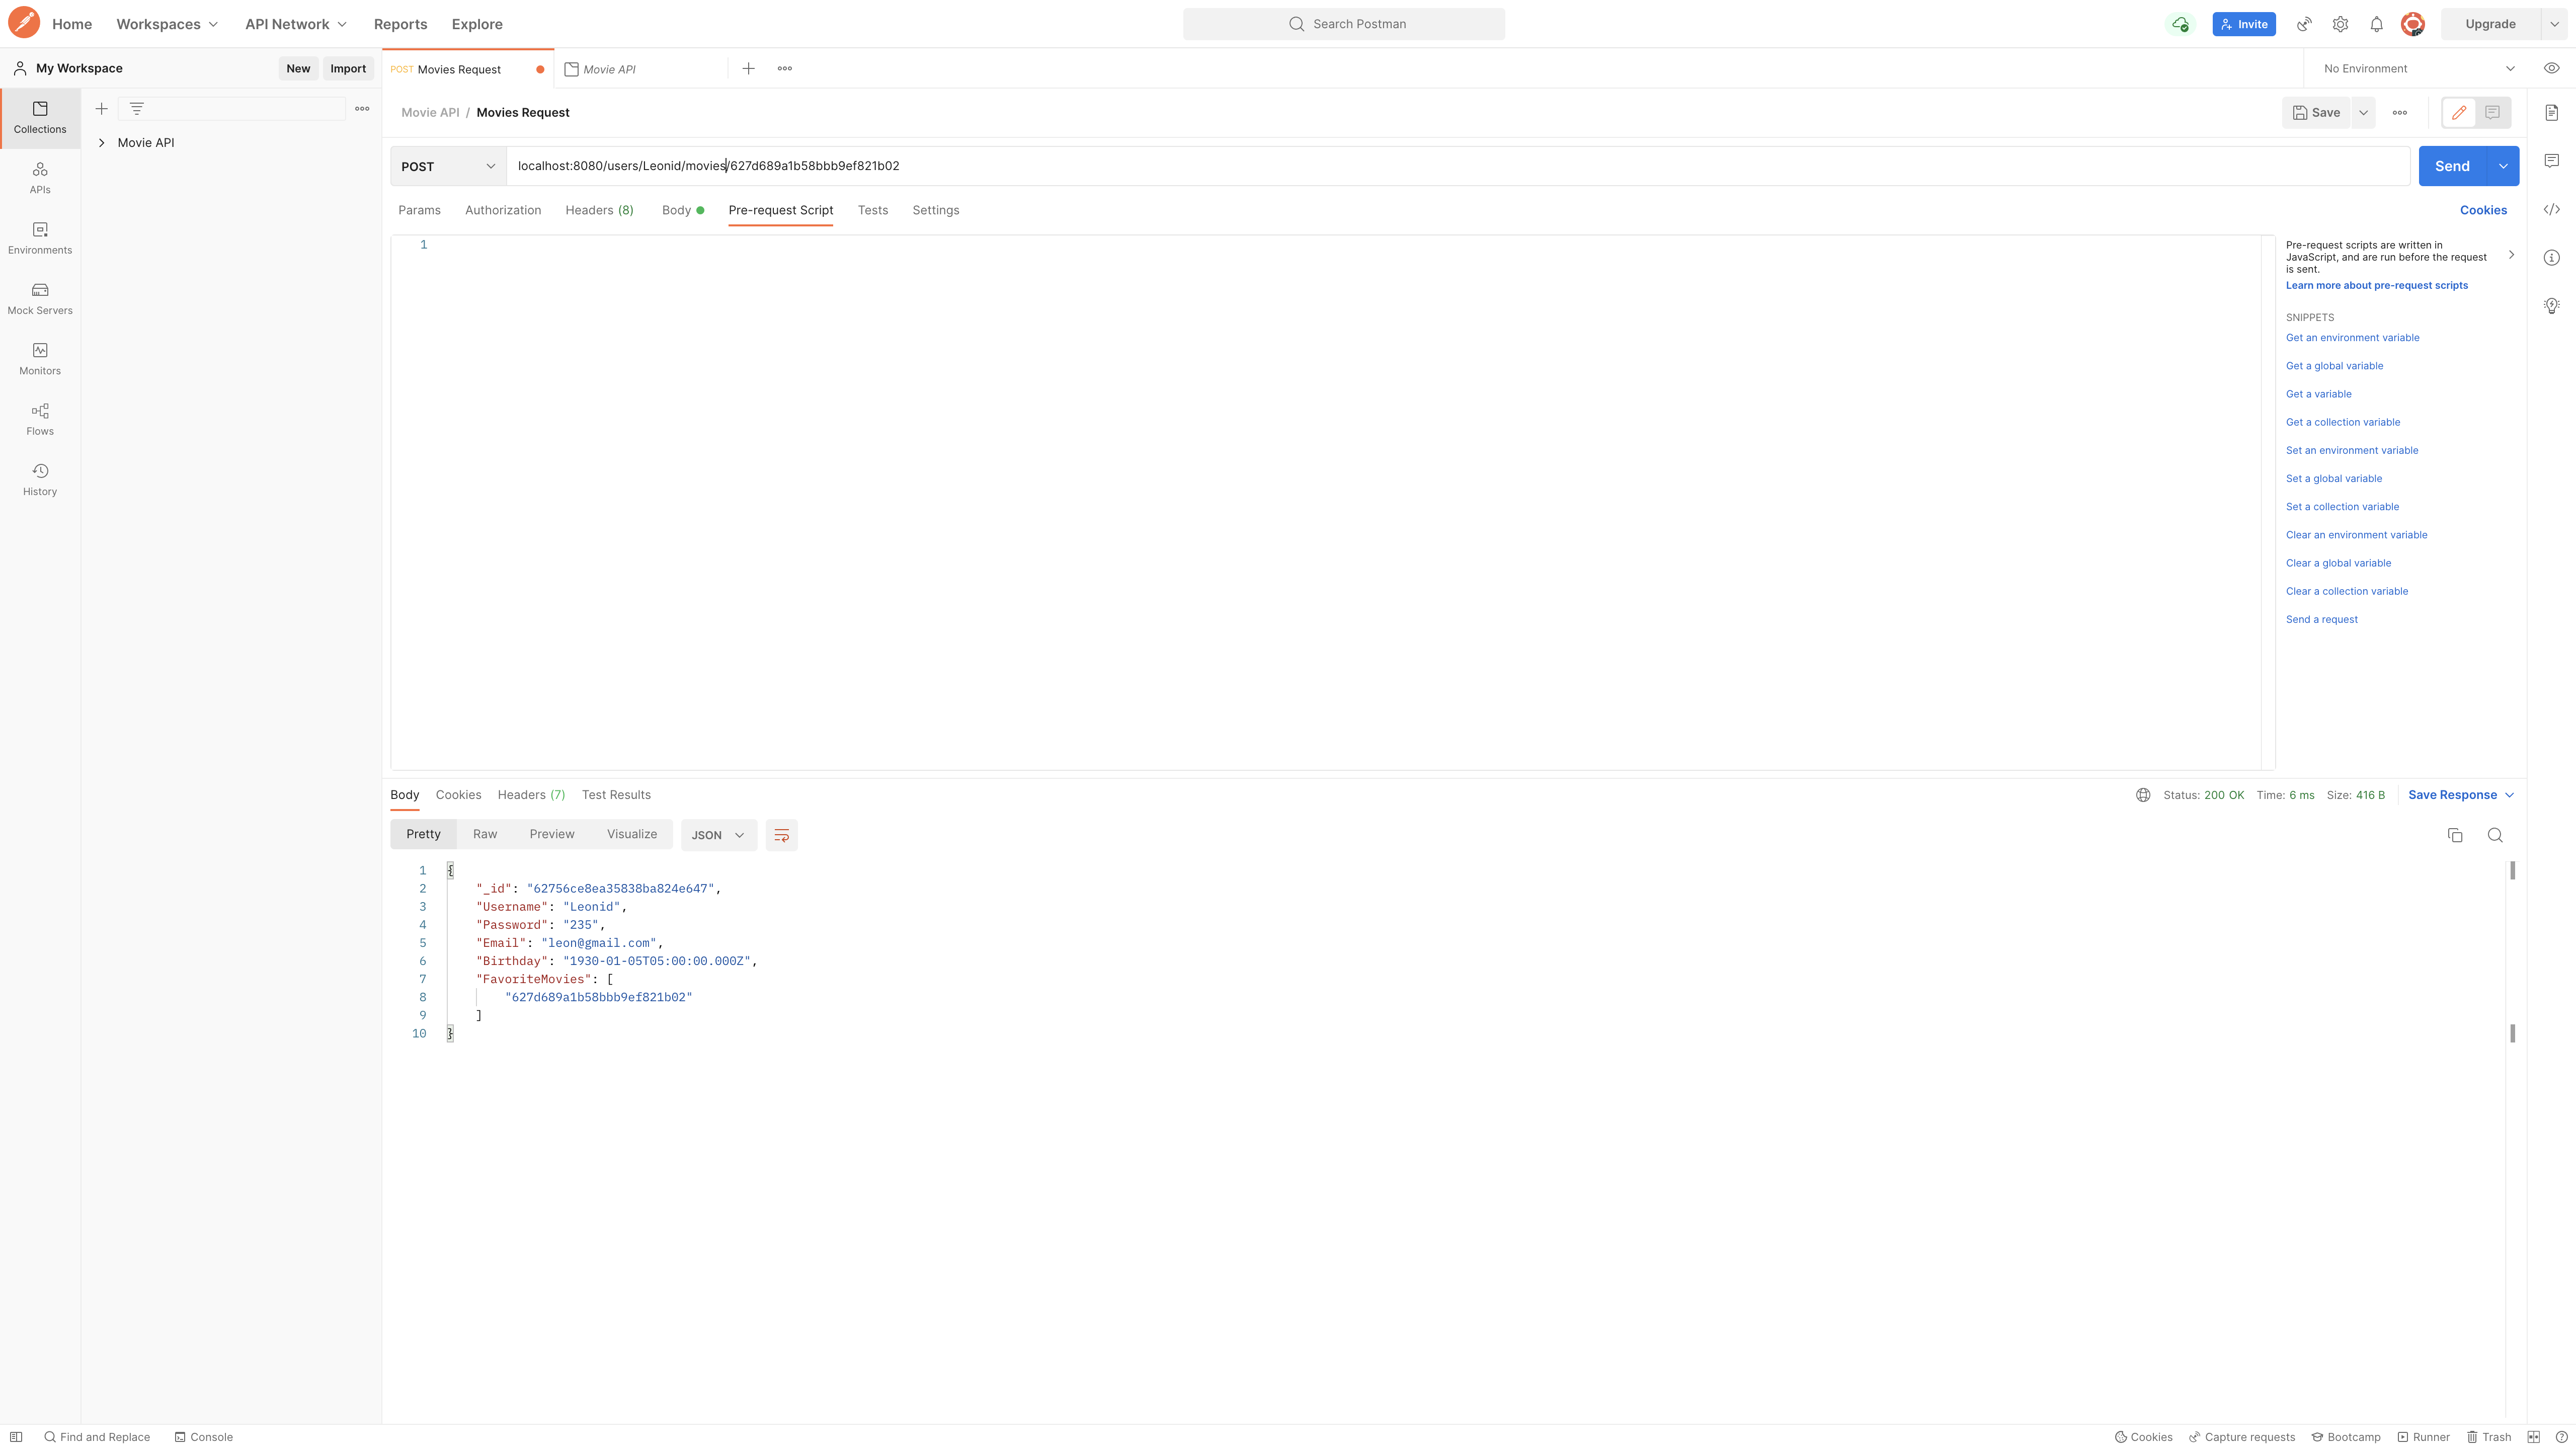 Home Workspaces API Network Reports Explore Search Postman Invite Upgrade
My Workspace New Import POST Movies Request Movie API No Environment
Collections
Movie API
APIs
Environments
Mock Servers
Monitors
Flows
History
Movie API / Movies Request Save
POST localhost:8080/users/Leonid/movies/627d689a1b58bbb9ef821b02 Send
Params Authorization Headers (8) Body Pre-request Script Tests Settings Cookies
1
Pre-request scripts are written in
JavaScript, and are run before the request
is sent.
Learn more about pre-request scripts
SNIPPETS
Get an environment variable
Get a global variable
Get a variable
Get a collection variable
Set an environment variable
Set a global variable
Set a collection variable
Clear an environment variable
Clear a global variable
Clear a collection variable
Send a request
Body Cookies Headers (7) Test Results Status: 200 OK Time: 6 ms Size: 416 B Save Response
Pretty Raw Preview Visualize JSON
1 {
2 "_id": "62756ce8ea35838ba824e647",
3 "Username": "Leonid",
4 "Password": "235",
5 "Email": "leon@gmail.com",
6 "Birthday": "1930-01-05T05:00:00.000Z",
7 "FavoriteMovies": [
8 "627d689a1b58bbb9ef821b02"
9 ]
10 }
Find and Replace Console Cookies Capture requests Bootcamp Runner Trash